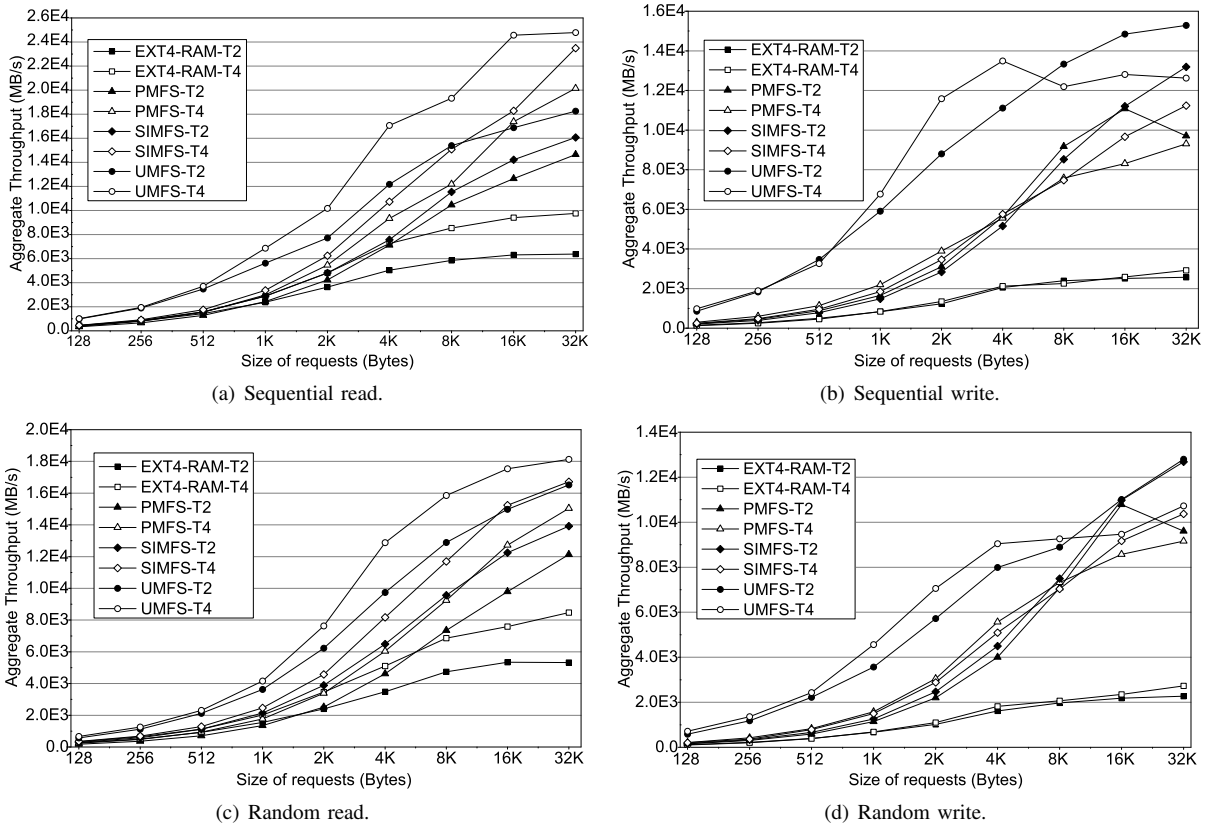 2.6E4
2.4E4
2.2E4
2.0E4
1.8E4
1.6E4
1.4E4
1.2E4
1.0E4
8.0E3
6.0E3
4.0E3
2.0E3
0.0
Aggregate Throughput (MB/s)
EXT4-RAM-T2
EXT4-RAM-T4
PMFS-T2
PMFS-T4
SIMFS-T2
SIMFS-T4
UMFS-T2
UMFS-T4
128 256 512 1K 2K 4K 8K 16K 32K
Size of requests (Bytes)
(a) Sequential read.
1.6E4
1.4E4
1.2E4
1.0E4
8.0E3
6.0E3
4.0E3
2.0E3
0.0
Aggregate Throughput (MB/s)
EXT4-RAM-T2
EXT4-RAM-T4
PMFS-T2
PMFS-T4
SIMFS-T2
SIMFS-T4
UMFS-T2
UMFS-T4
128 256 512 1K 2K 4K 8K 16K 32K
Size of requests (Bytes)
(b) Sequential write.
2.0E4
1.8E4
1.6E4
1.4E4
1.2E4
1.0E4
8.0E3
6.0E3
4.0E3
2.0E3
0.0
Aggregate Throughput (MB/s)
EXT4-RAM-T2
EXT4-RAM-T4
PMFS-T2
PMFS-T4
SIMFS-T2
SIMFS-T4
UMFS-T2
UMFS-T4
128 256 512 1K 2K 4K 8K 16K 32K
Size of requests (Bytes)
(c) Random read.
1.4E4
1.2E4
1.0E4
8.0E3
6.0E3
4.0E3
2.0E3
0.0
Aggregate Throughput (MB/s)
EXT4-RAM-T2
EXT4-RAM-T4
PMFS-T2
PMFS-T4
SIMFS-T2
SIMFS-T4
UMFS-T2
UMFS-T4
128 256 512 1K 2K 4K 8K 16K 32K
Size of requests (Bytes)
(d) Random write.